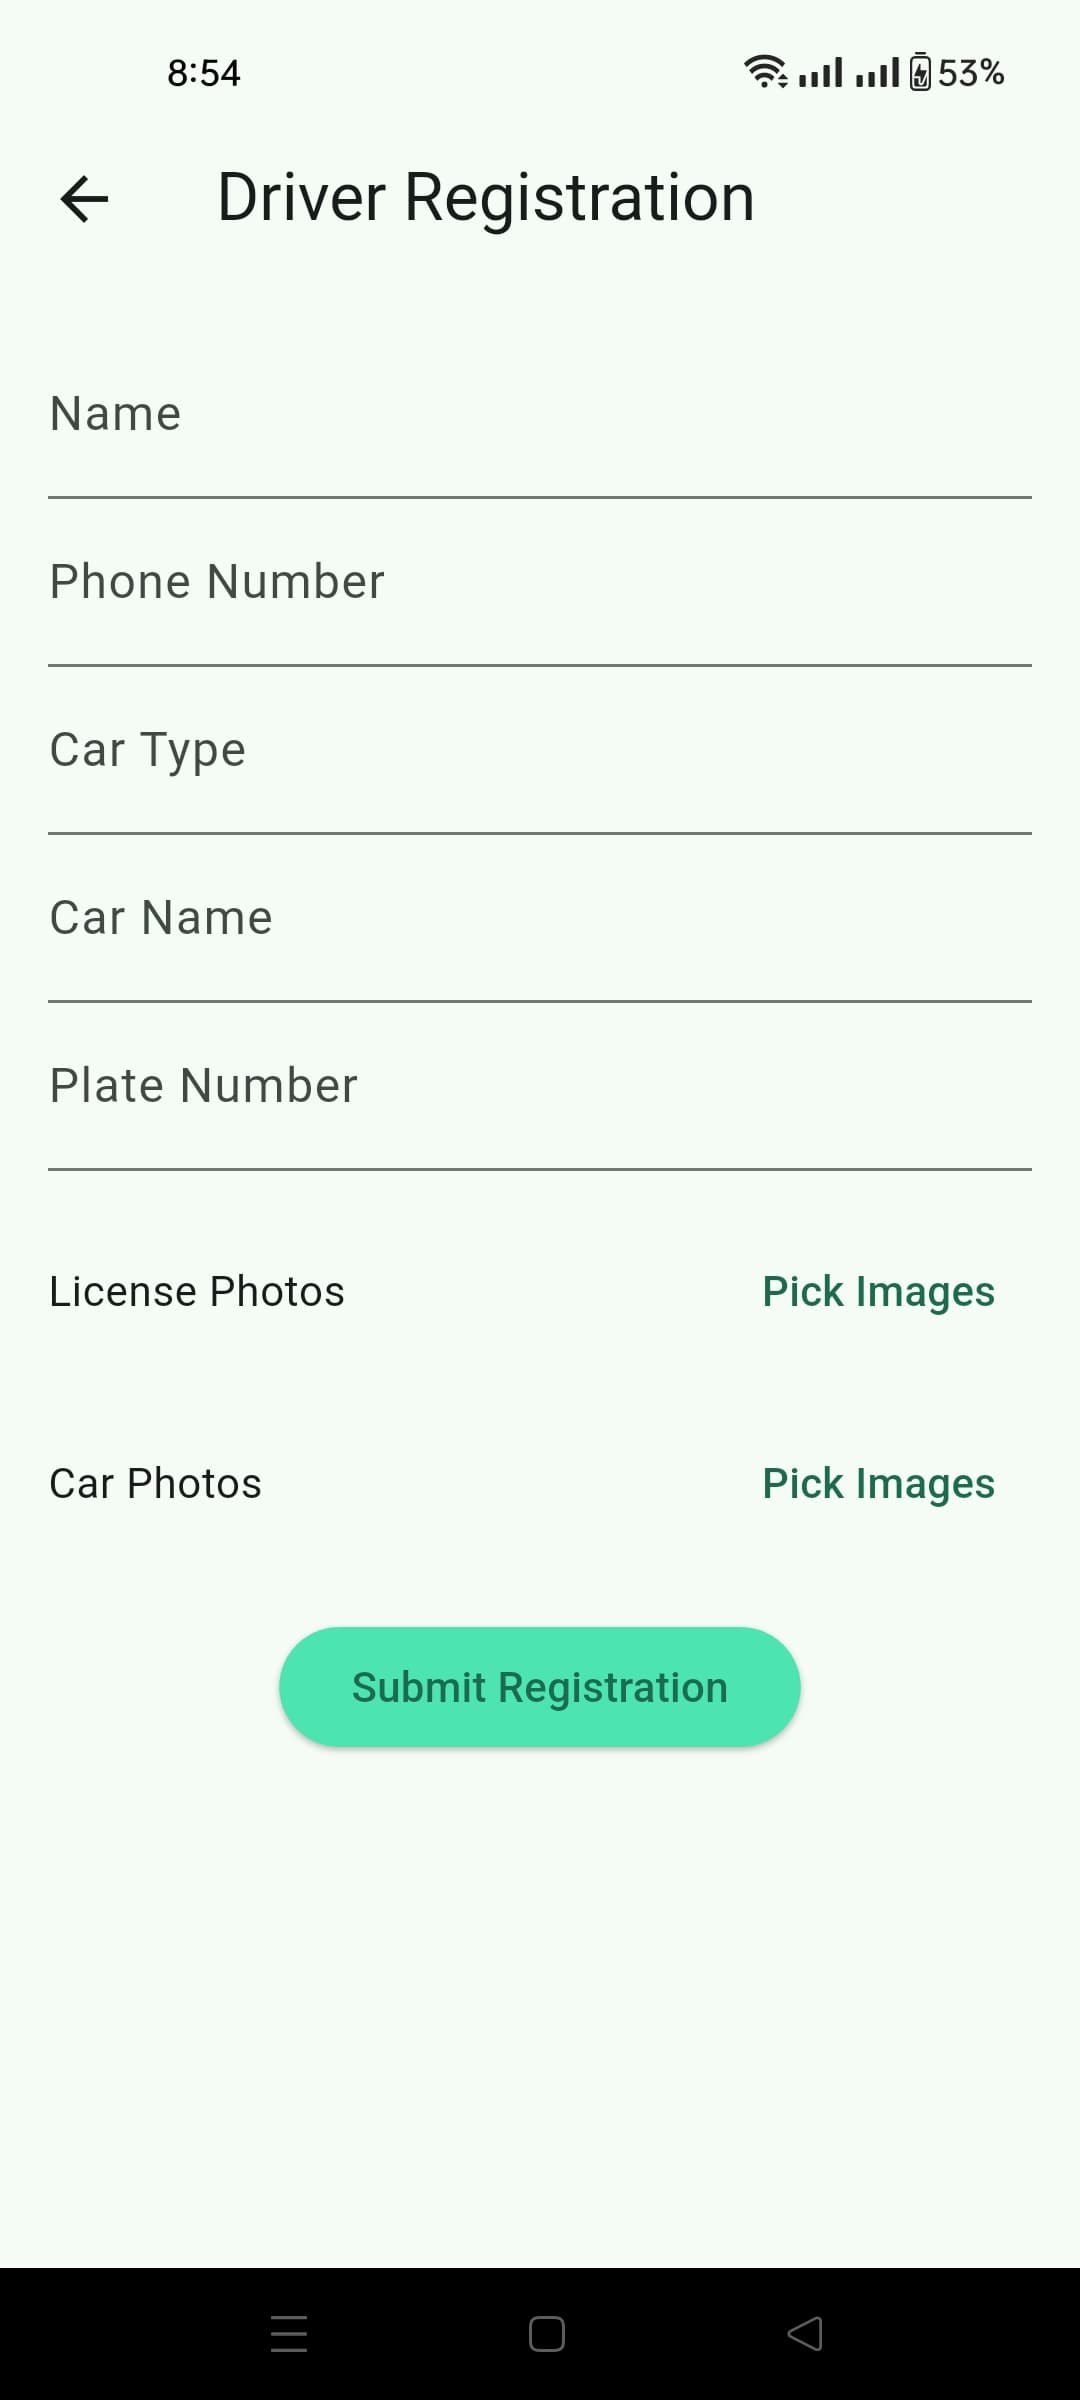 8:54 53%
Driver Registration
Name
Phone Number
Car Type
Car Name
Plate Number
License Photos Pick Images
Car Photos Pick Images
Submit Registration